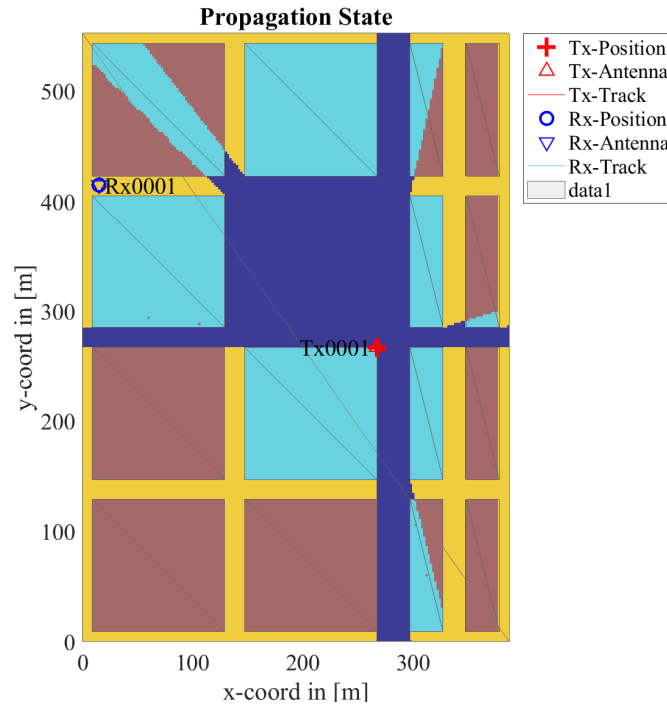 Propagation State
500
400
300
200
100
0
0
100
200
300
y-coord in [m]
x-coord in [m]
Rx0001
Tx0001
Tx-Position
Tx-Antenna
Tx-Track
Rx-Position
Rx-Antenna
Rx-Track
data1